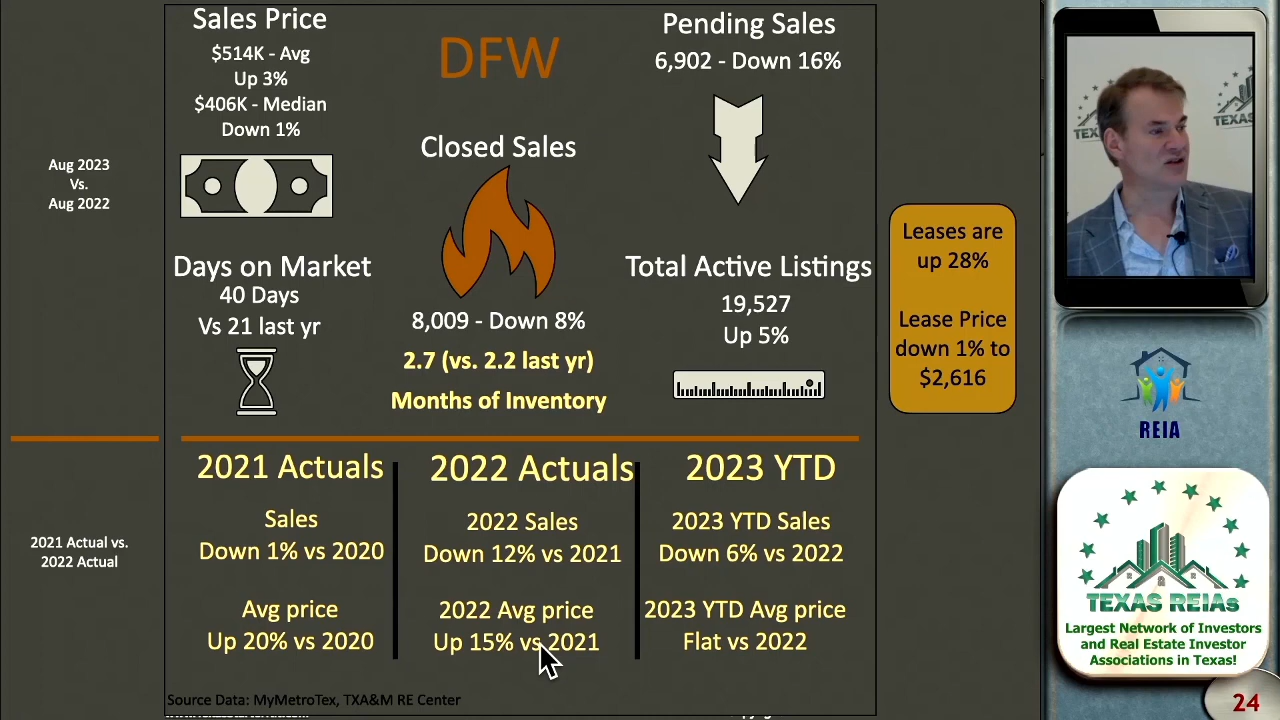 Sales Price
$514K - Avg
Up 3%
$406K - Median
Down 1%
DFW
Pending Sales
6,902 - Down 16%
Aug 2023
Vs.
Aug 2022
Closed Sales
Days on Market
40 Days
Vs 21 last yr
8,009 - Down 8%
2.7 (vs. 2.2 last yr)
Months of Inventory
Total Active Listings
19,527
Up 5%
Leases are
up 28%
Lease Price
down 1% to
$2,616
2021 Actual vs.
2022 Actual
2021 Actuals
Sales
Down 1% vs 2020
Avg price
Up 20% vs 2020
2022 Actuals
2022 Sales
Down 12% vs 2021
2022 Avg price
Up 15% vs 2021
2023 YTD
2023 YTD Sales
Down 6% vs 2022
2023 YTD Avg price
Flat vs 2022
Source Data: MyMetroTex, TXA&M RE Center
TEXAS
REIA
TEXAS REIAs
Largest Network of Investors
and Real Estate Investor
Associations in Texas!
24